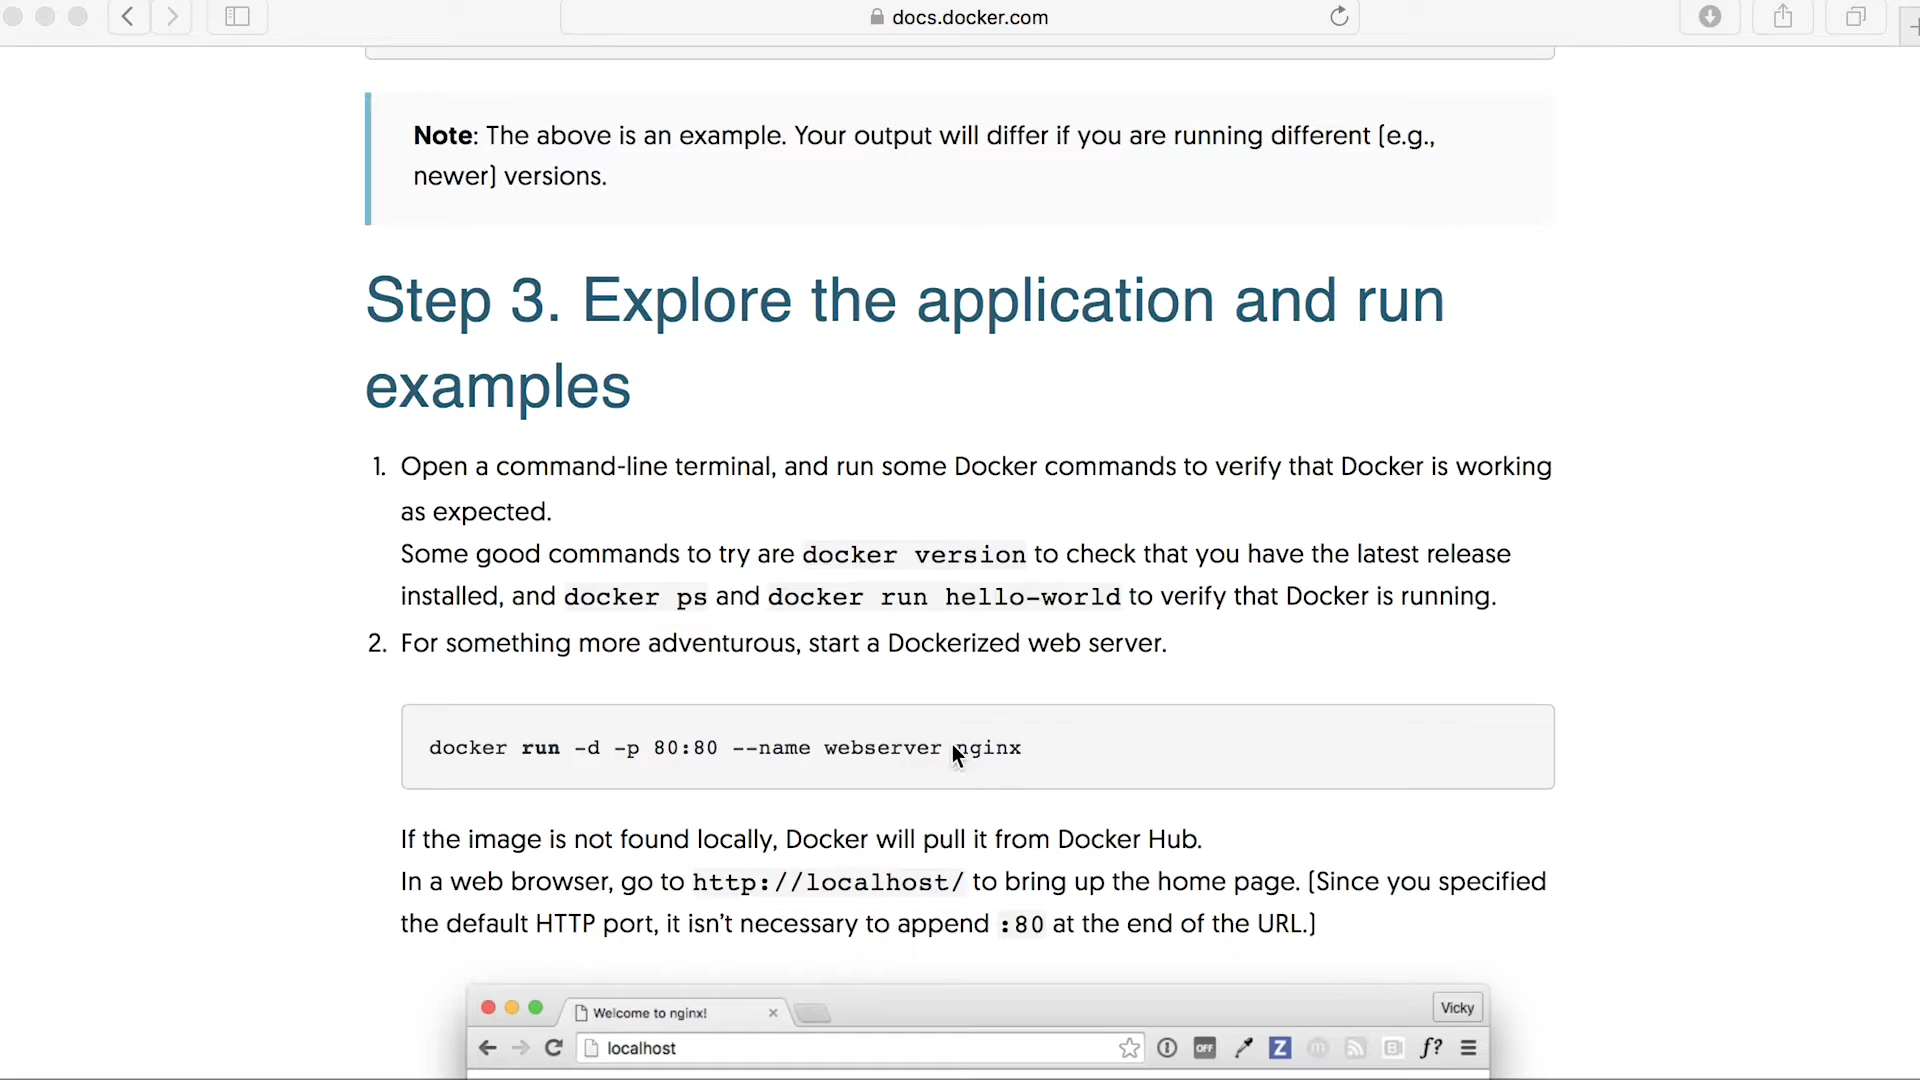 docs.docker.com
Note: The above is an example. Your output will differ if you are running different (e.g.,
newer) versions.
Step 3. Explore the application and run
examples
1. Open a command-line terminal, and run some Docker commands to verify that Docker is working
as expected.
Some good commands to try are docker version to check that you have the latest release
installed, and docker ps and docker run hello-world to verify that Docker is running.
2. For something more adventurous, start a Dockerized web server.
docker run -d -p 80:80 --name webserver nginx
If the image is not found locally, Docker will pull it from Docker Hub.
In a web browser, go to http://localhost/ to bring up the home page. (Since you specified
the default HTTP port, it isn’t necessary to append :80 at the end of the URL.)
Welcome to nginx!
Vicky
localhost
OFF
Z
m
B
f?